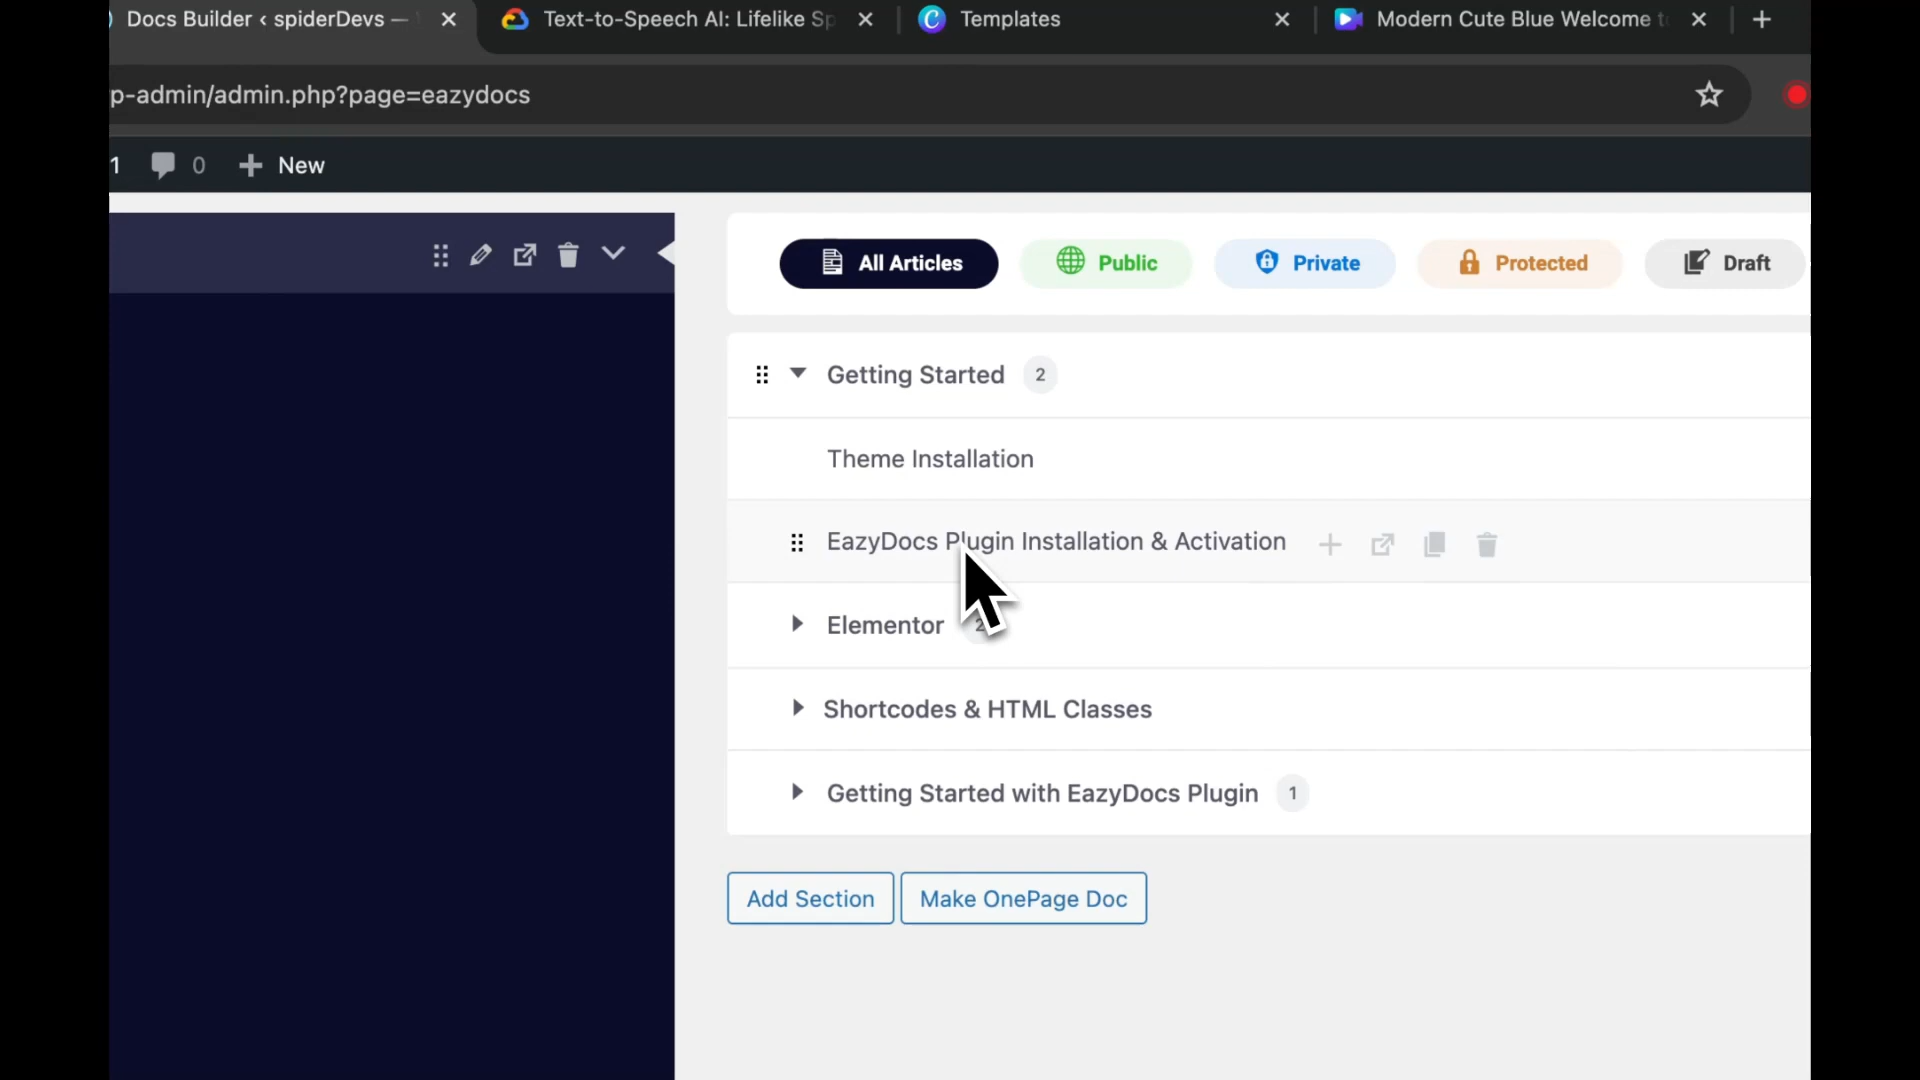 Docs Builder ‹ spiderDevs —
Text-to-Speech AI: Lifelike Sp
Templates
Modern Cute Blue Welcome to
p-admin/admin.php?page=eazydocs
1
0
New
All Articles
Public
Private
Protected
Draft
Getting Started 2
Theme Installation
EazyDocs Plugin Installation & Activation
Elementor 2
Shortcodes & HTML Classes
Getting Started with EazyDocs Plugin 1
Add Section
Make OnePage Doc